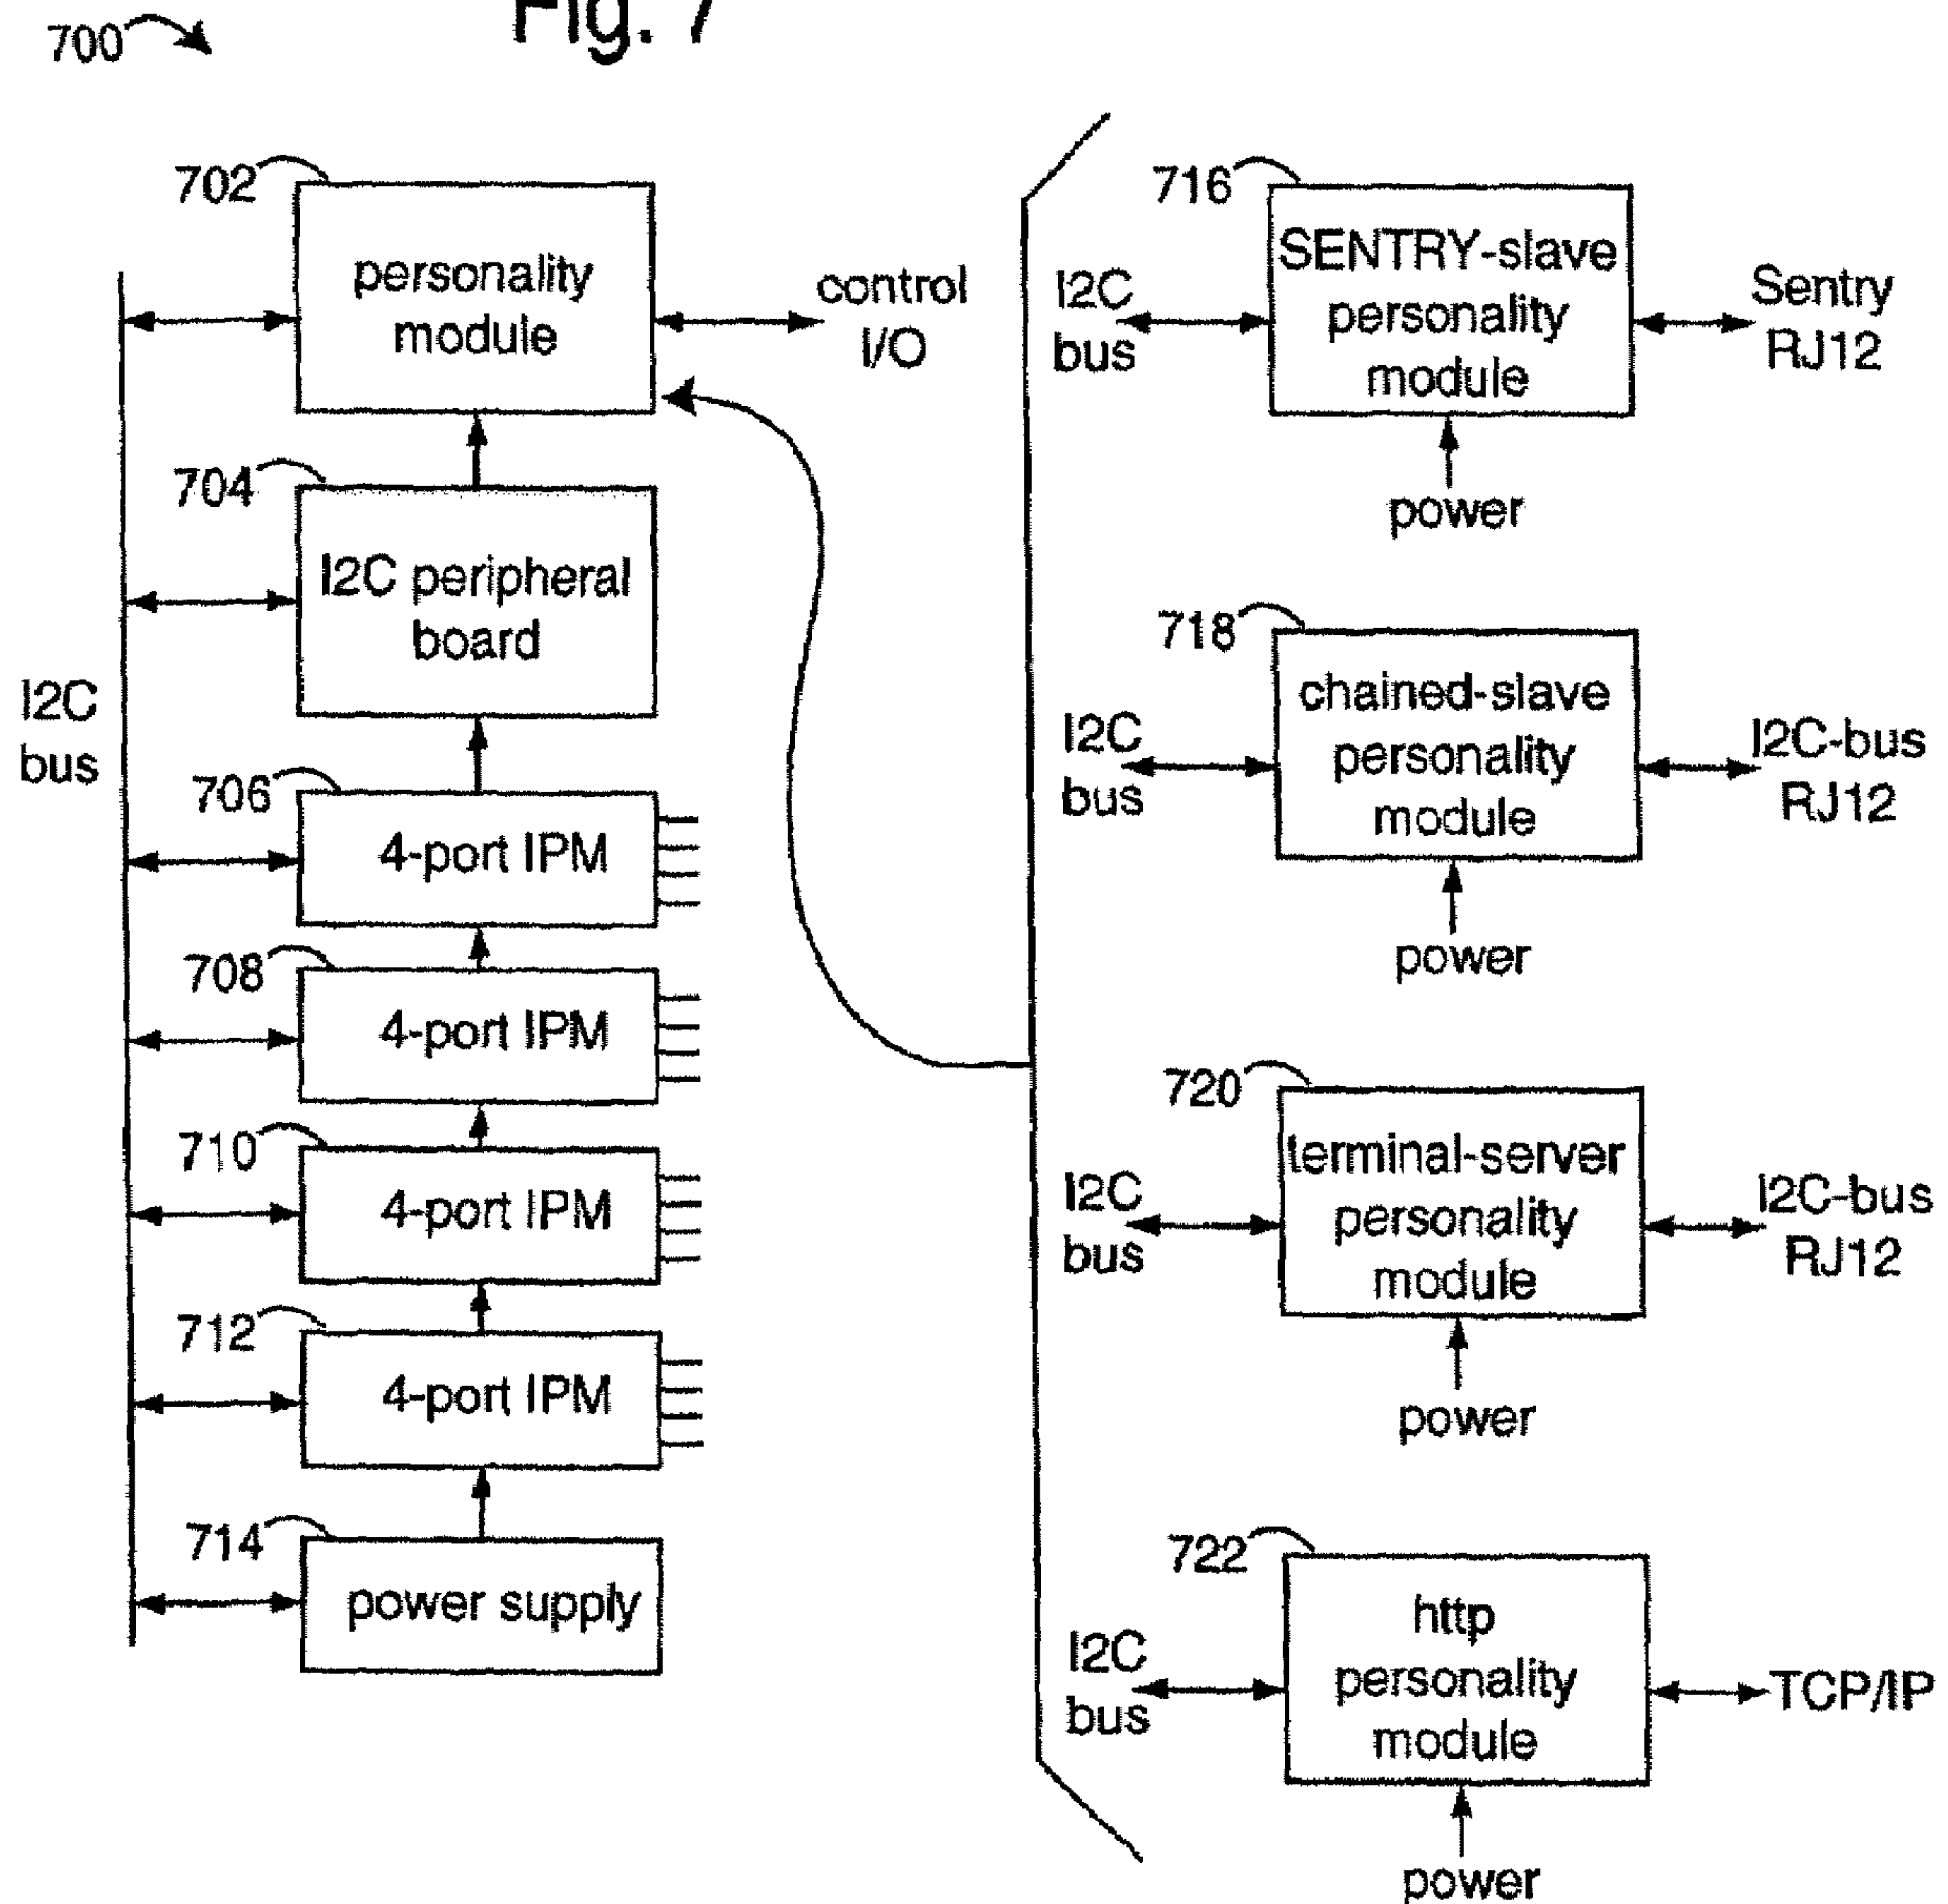 Fig. 7
700
702
personality
module
control
I/O
704
I2C peripheral
board
I2C
bus
706
4-port IPM
708
4-port IPM
710
4-port IPM
712
4-port IPM
714
power supply
716
SENTRY-slave
personality
module
I2C
bus
Sentry
RJ12
power
718
chained-slave
personality
module
I2C
bus
I2C-bus
RJ12
power
720
terminal-server
personality
module
I2C
bus
I2C-bus
RJ12
power
722
http
personality
module
I2C
bus
TCP/IP
power